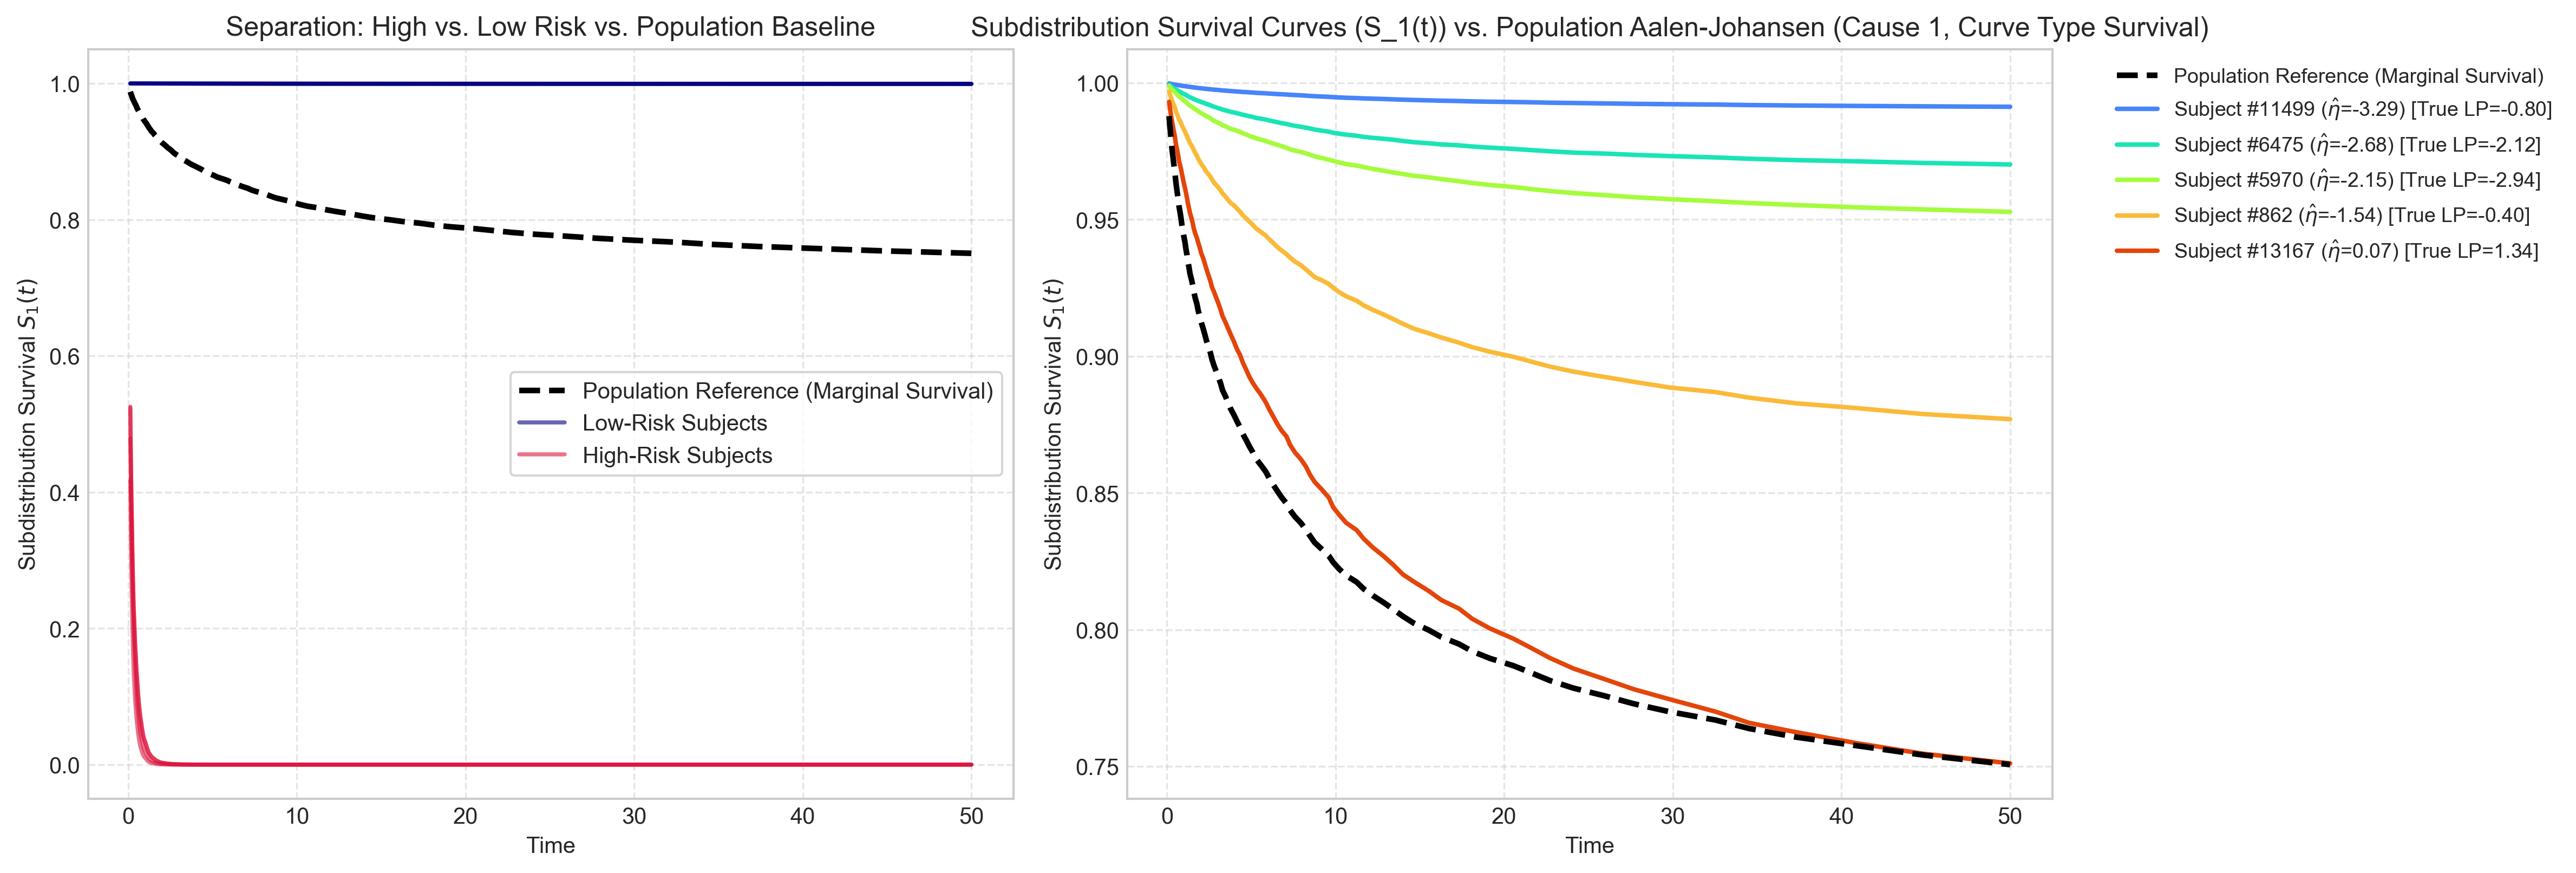 Separation: High vs. Low Risk vs. Population Baseline
Subdistribution Survival S₁(t)
1.0
0.8
0.6
0.4
0.2
0.0
Population Reference (Marginal Survival)
Low-Risk Subjects
High-Risk Subjects
0 10 20 30 40 50
Time
Subdistribution Survival Curves (S_1(t)) vs. Population Aalen-Johansen (Cause 1, Curve Type Survival)
Subdistribution Survival S₁(t)
1.00
0.95
0.90
0.85
0.80
0.75
0 10 20 30 40 50
Time
Population Reference (Marginal Survival)
Subject #11499 (η̂=-3.29) [True LP=-0.80]
Subject #6475 (η̂=-2.68) [True LP=-2.12]
Subject #5970 (η̂=-2.15) [True LP=-2.94]
Subject #862 (η̂=-1.54) [True LP=-0.40]
Subject #13167 (η̂=0.07) [True LP=1.34]